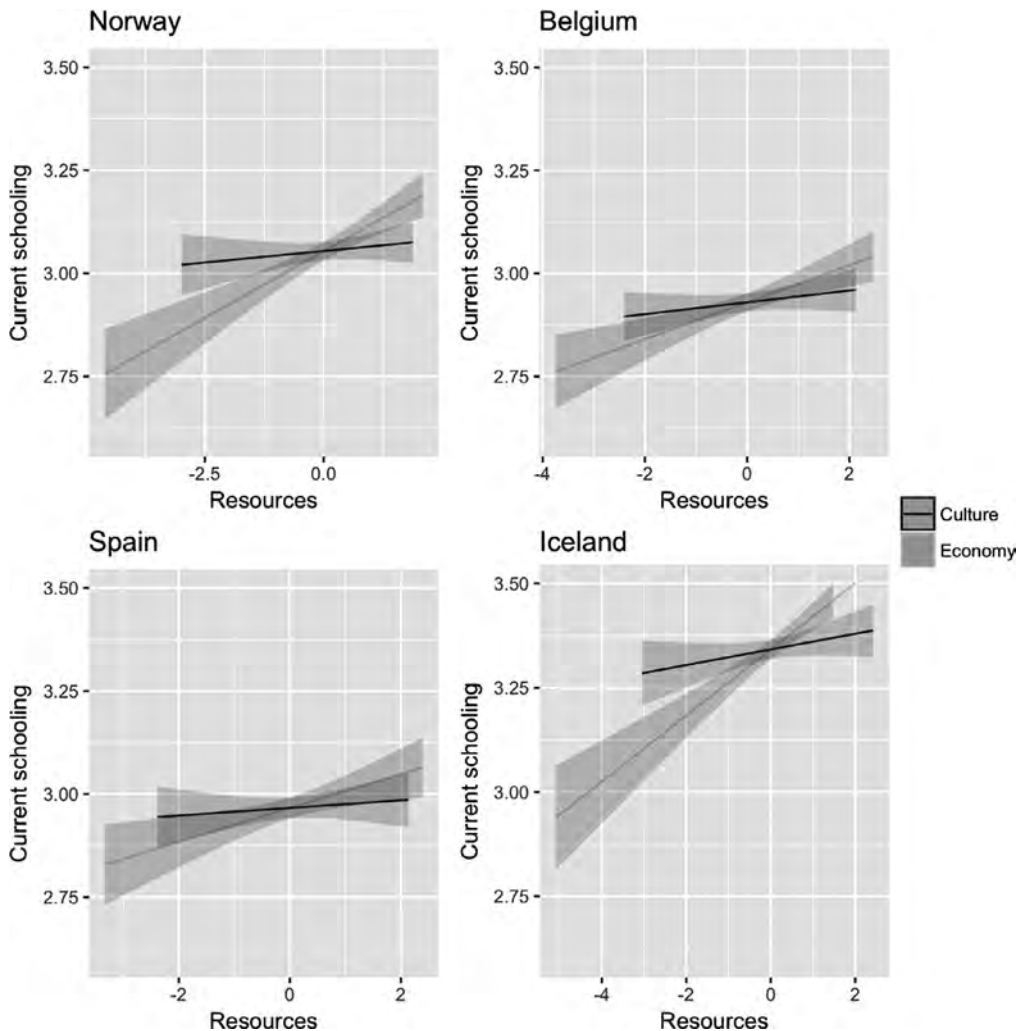 Norway
3.50
3.25
3.00
2.75
Current schooling
-2.5
0.0
Resources
Belgium
3.50
3.25
3.00
2.75
Current schooling
-4
-2
0
2
Resources
Culture
Economy
Spain
3.50
3.25
3.00
2.75
Current schooling
-2
0
2
Resources
Iceland
3.50
3.25
3.00
2.75
Current schooling
-4
-2
0
2
Resources